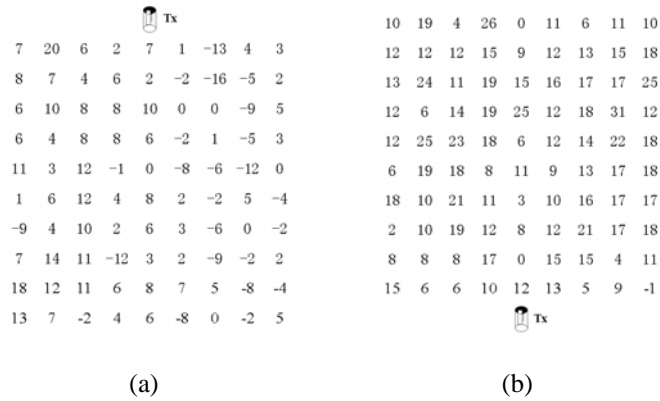 Tx
7 20 6 2 7 1 −13 4 3
8 7 4 6 2 −2 −16 −5 2
6 10 8 8 10 0 0 −9 5
6 4 8 8 6 −2 1 −5 3
11 3 12 −1 0 −8 −6 −12 0
1 6 12 4 8 2 −2 5 −4
−9 4 10 2 6 3 −6 0 −2
7 14 11 −12 3 2 −9 −2 2
18 12 11 6 8 7 5 -8 -4
13 7 -2 4 6 -8 0 -2 5
(a)
10 19 4 26 0 11 6 11 10
12 12 12 15 9 12 13 15 18
13 24 11 19 15 16 17 17 25
12 6 14 19 25 12 18 31 12
12 25 23 18 6 12 14 22 18
6 19 18 8 11 9 13 17 18
18 10 21 11 3 10 16 17 17
2 10 19 12 8 12 21 17 18
8 8 8 17 0 15 15 4 11
15 6 6 10 12 13 5 9 -1
Tx
(b)